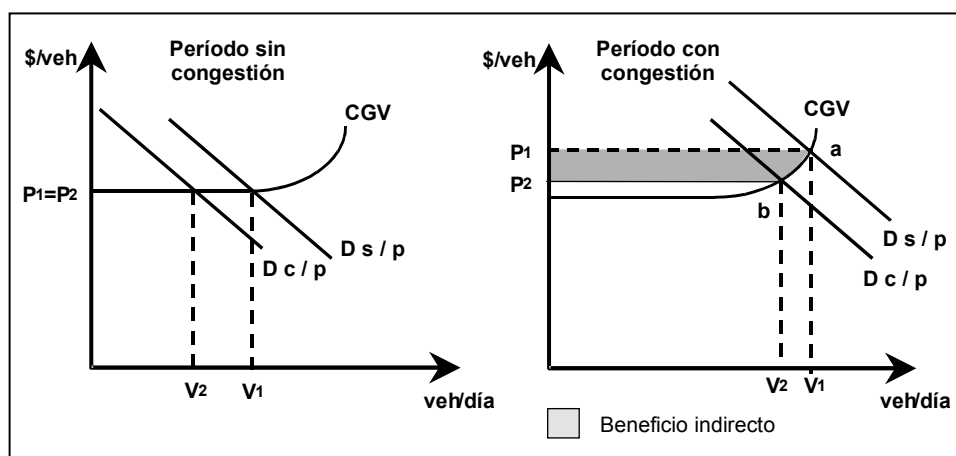 $/veh
Período sin
congestión
CGV
P1=P2
D s / p
D c / p
V2
V1
veh/día
$/veh
Período con
congestión
CGV
P1
a
P2
b
D s / p
D c / p
V2
V1
veh/día
Beneficio indirecto